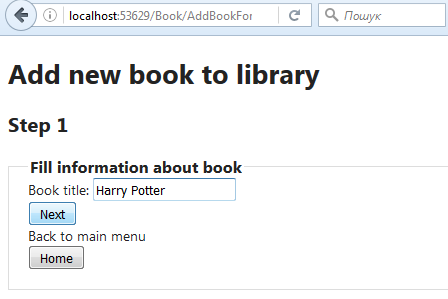 localhost:53629/Book/AddBookFor
Пошук
Add new book to library
Step 1
Fill information about book
Book title: Harry Potter
Next
Back to main menu
Home